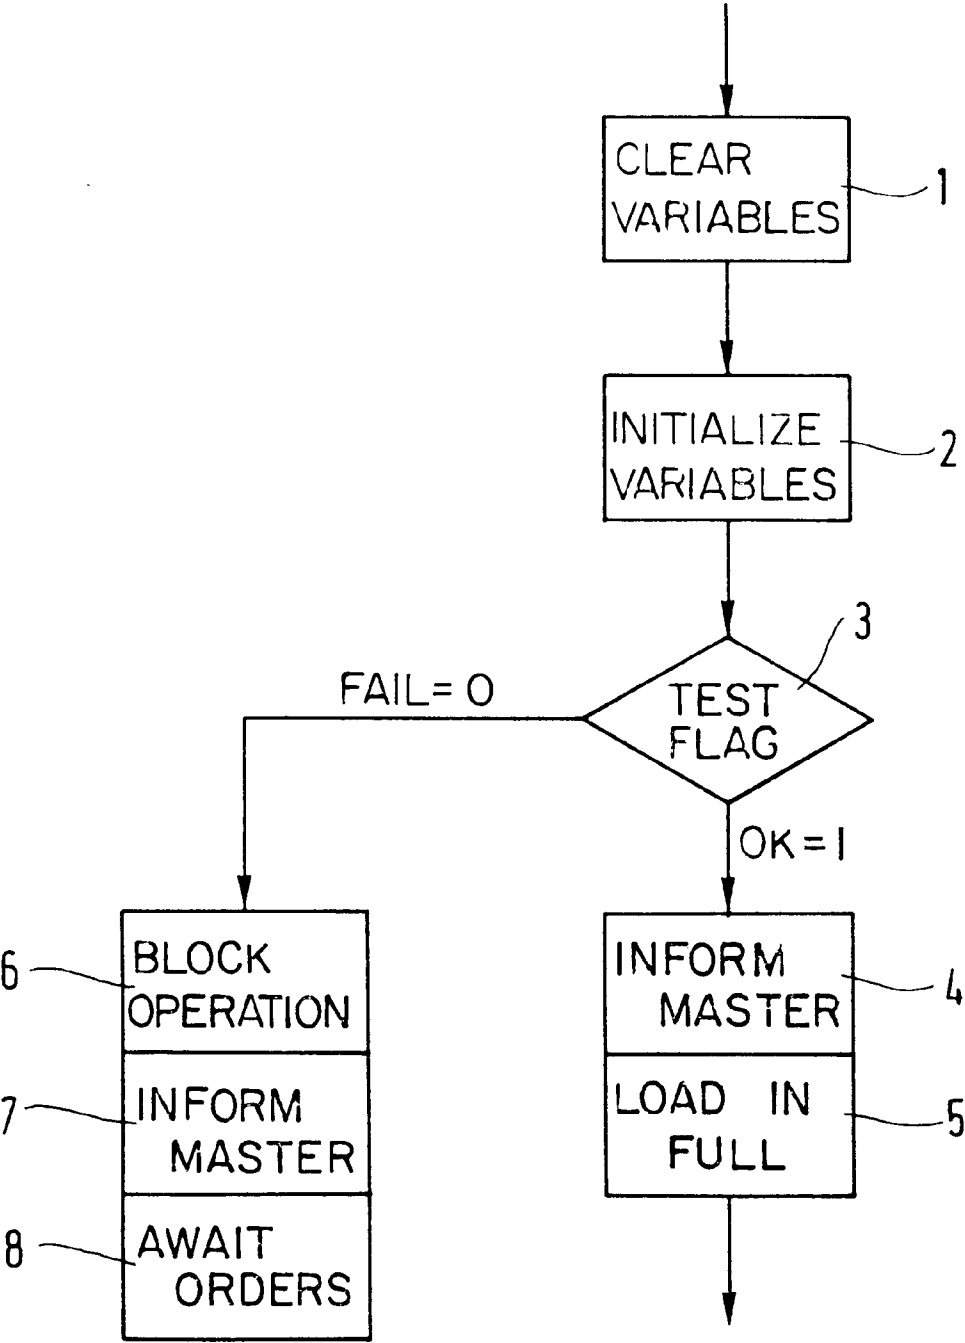 CLEAR
VARIABLES
1
INITIALIZE
VARIABLES
2
3
TEST
FLAG
FAIL = 0
OK = 1
6
BLOCK
OPERATION
7
INFORM
MASTER
8
AWAIT
ORDERS
INFORM
MASTER
4
LOAD IN
FULL
5